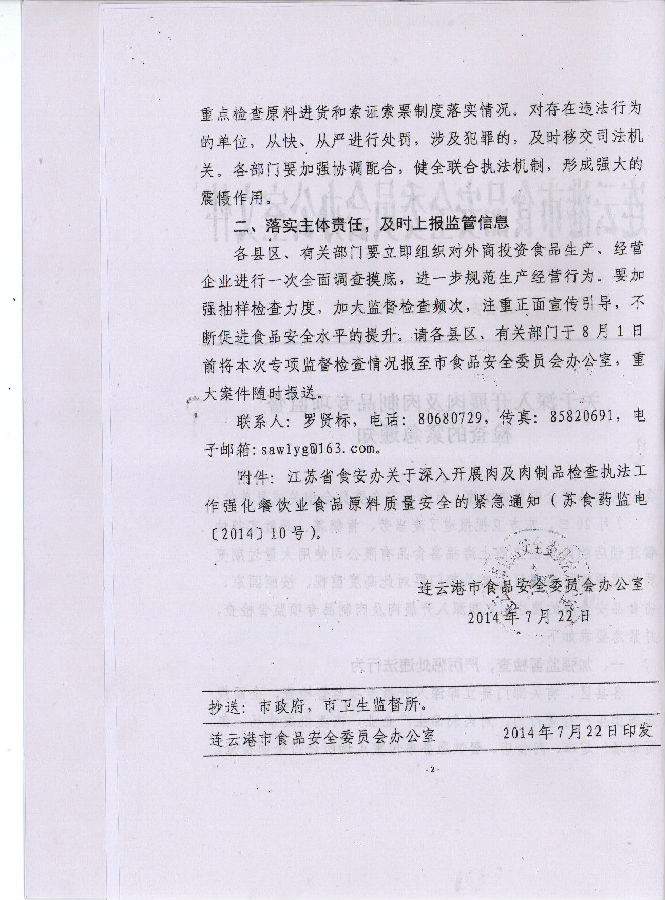 重点检查原料进货和索证索票制度落实情况。对存在违法行为
的单位，从快、从严进行处罚，涉及犯罪的，及时移交司法机
关。各部门要加强协调配合，健全联合执法机制，形成强大的
震慑作用。
二、落实主体责任，及时上报监管信息
各县区、有关部门要立即组织对外商投资食品生产、经营
企业进行一次全面调查摸底，进一步规范生产经营行为。要加
强抽样检查力度，加大监督检查频次，注重正面宣传引导，不
断促进食品安全水平的提升。请各县区、有关部门于8月1日
前将本次专项监督检查情况报至市食品安全委员会办公室，重
大案件随时报送。
联系人：罗贤标，电话：80680729，传真：85820691，电
子邮箱:sawlyg@163.com。
附件：江苏省食安办关于深入开展肉及肉制品检查执法工
作强化餐饮业食品原料质量安全的紧急通知（苏食药监电
〔2014〕10号）。
连云港市食品安全委员会办公室
2014年7月22日
抄送：市政府，市卫生监督所。
连云港市食品安全委员会办公室 2014年7月22日印发
-2-